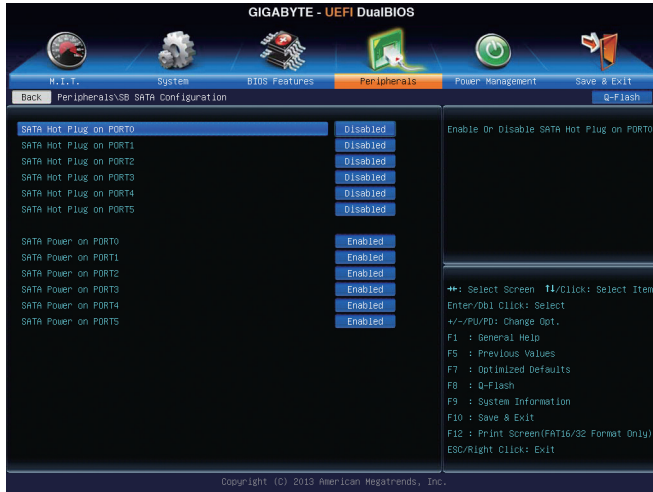 GIGABYTE - UEFI DualBIOS
M.I.T. System BIOS Features Peripherals Power Management Save & Exit
Back Peripherals\SB SATA Configuration Q-Flash
SATA Hot Plug on PORT0 Disabled
SATA Hot Plug on PORT1 Disabled
SATA Hot Plug on PORT2 Disabled
SATA Hot Plug on PORT3 Disabled
SATA Hot Plug on PORT4 Disabled
SATA Hot Plug on PORT5 Disabled
SATA Power on PORT0 Enabled
SATA Power on PORT1 Enabled
SATA Power on PORT2 Enabled
SATA Power on PORT3 Enabled
SATA Power on PORT4 Enabled
SATA Power on PORT5 Enabled
Enable Or Disable SATA Hot Plug on PORT0
↔: Select Screen ↑↓/Click: Select Item
Enter/Dbl Click: Select
+/-/PU/PD: Change Opt.
F1 : General Help
F5 : Previous Values
F7 : Optimized Defaults
F8 : Q-Flash
F9 : System Information
F10 : Save & Exit
F12 : Print Screen(FAT16/32 Format Only)
ESC/Right Click: Exit
Copyright (C) 2013 American Megatrends, Inc.